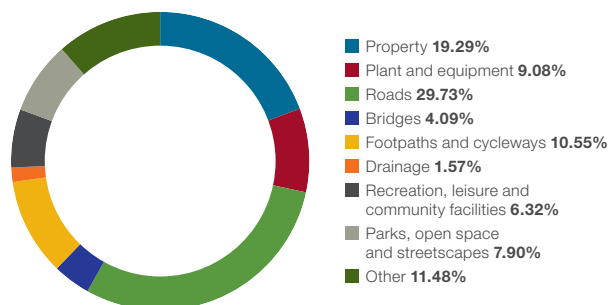 Property 19.29%
Plant and equipment 9.08%
Roads 29.73%
Bridges 4.09%
Footpaths and cycleways 10.55%
Drainage 1.57%
Recreation, leisure and
community facilities 6.32%
Parks, open space
and streetscapes 7.90%
Other 11.48%